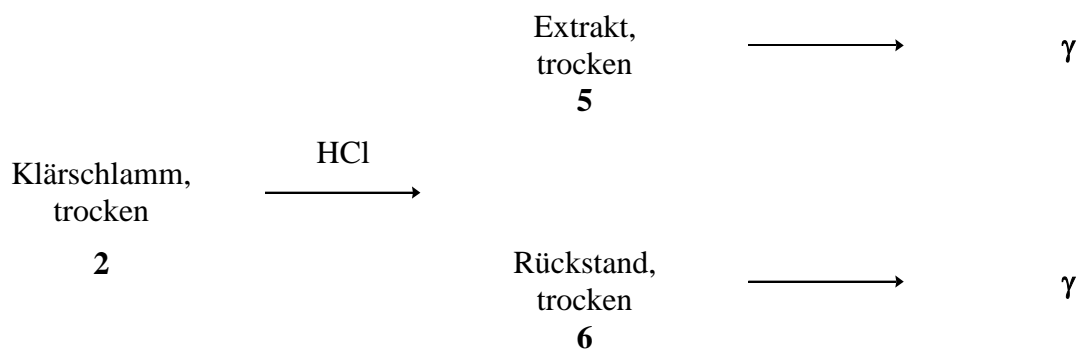 Extrakt,
trocken
5
γ
HCl
Klärschlamm,
trocken
2
Rückstand,
trocken
6
γ